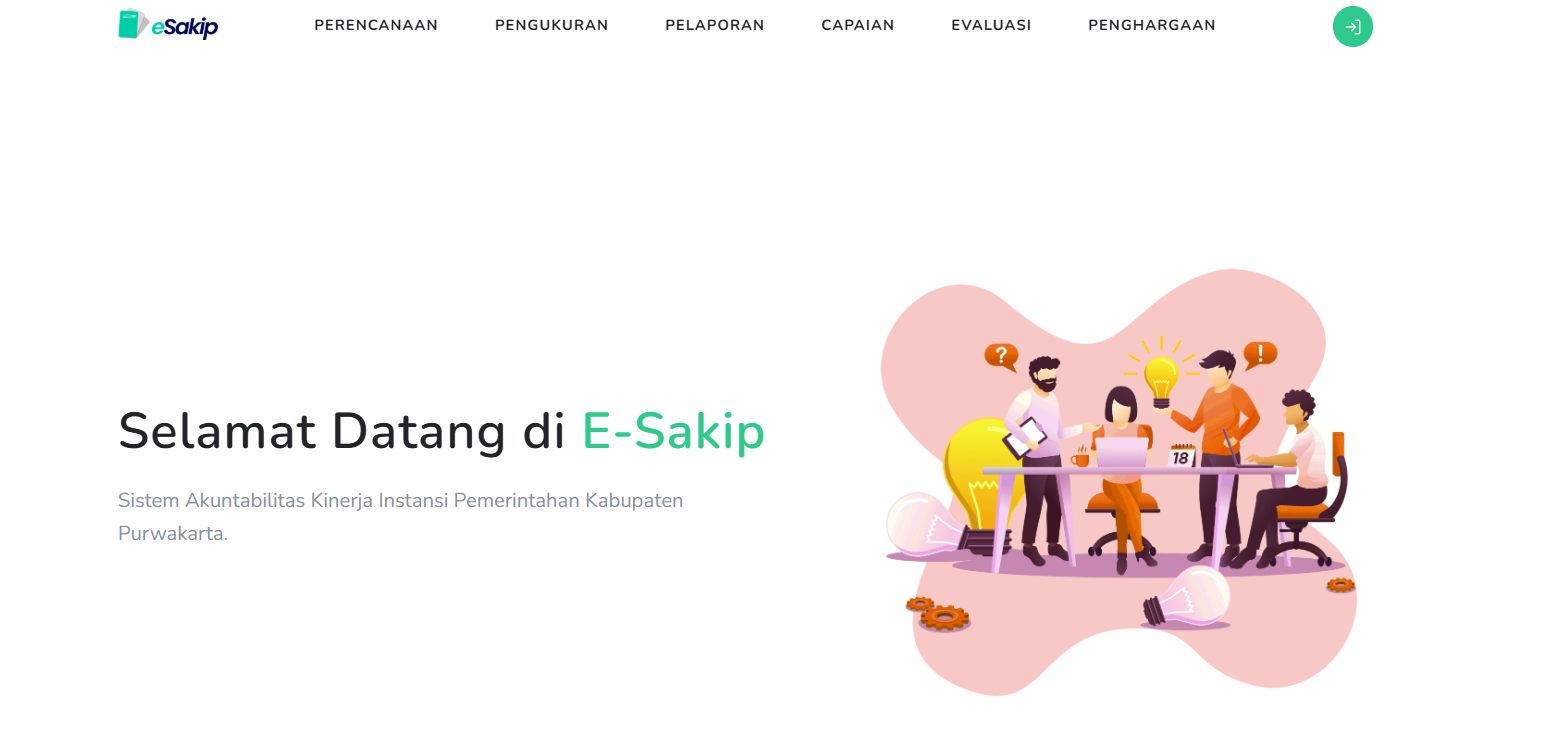 eSakip
PERENCANAAN PENGUKURAN PELAPORAN CAPAIAN EVALUASI PENGHARGAAN
Selamat Datang di E-Sakip
Sistem Akuntabilitas Kinerja Instansi Pemerintahan Kabupaten
Purwakarta.
?
!
18